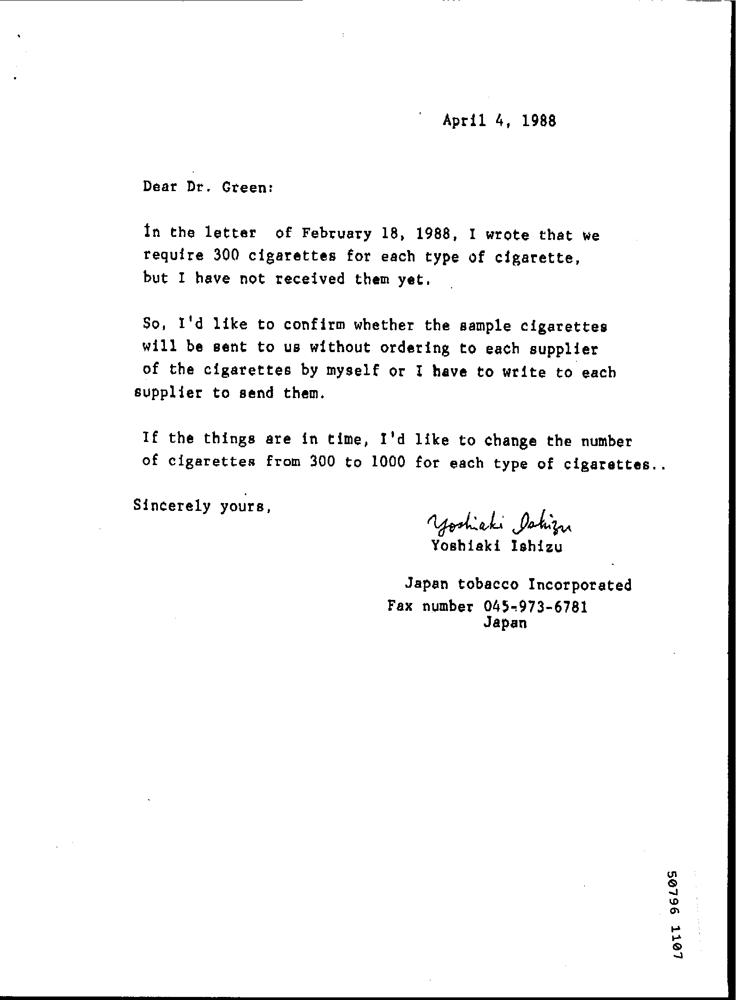 April 4, 1988
Dear Dr. Green:
in the letter of February 18, 1988, I wrote that we
require 300 cigarettes for each type of cigarette,
but I have not received them yet.
So, I'd like to confirm whether the sample cigarettes
will be sent to us without ordering to each supplier
of the cigarettes by myself or I have to write to each
supplier to send them.
If the things are in time, I'd like to change the number
of cigarettes from 300 to 1000 for each type of cigarettes..
Sincerely yours,
Yoshiaki Ishizu
Yoshiaki Ishizu
Japan tobacco Incorporated
Fax number 045-973-6781
Japan
50796 1107